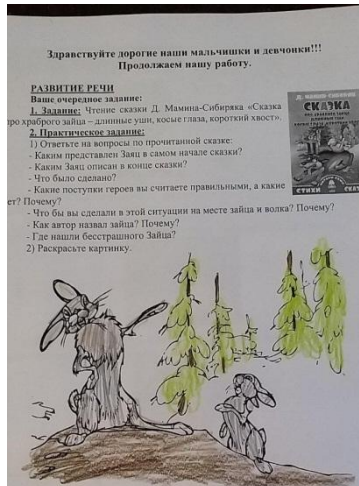 Здравствуйте дорогие наши мальчишки и девчонки!!!
Продолжаем нашу работу.
РАЗВИТИЕ РЕЧИ
Ваше очередное задание:
1. Задание: Чтение сказки Д. Мамина-Сибиряка «Сказка
про храброго зайца – длинные уши, косые глаза, короткий хвост».
2. Практическое задание:
1) Ответьте на вопросы по прочитанной сказке:
- Каким представлен Заяц в самом начале сказки?
- Каким Заяц описан в конце сказки?
- Что было сделано?
- Какие поступки героев вы считаете правильными, а какие
ет? Почему?
- Что бы вы сделали в этой ситуации на месте зайца и волка? Почему?
- Как автор назвал зайца? Почему?
- Где нашли бесстрашного Зайца?
2) Раскрасьте картинку.
Д. МАМИН-СИБИРЯК
СКАЗКА
СТИХИ
СКАЗ